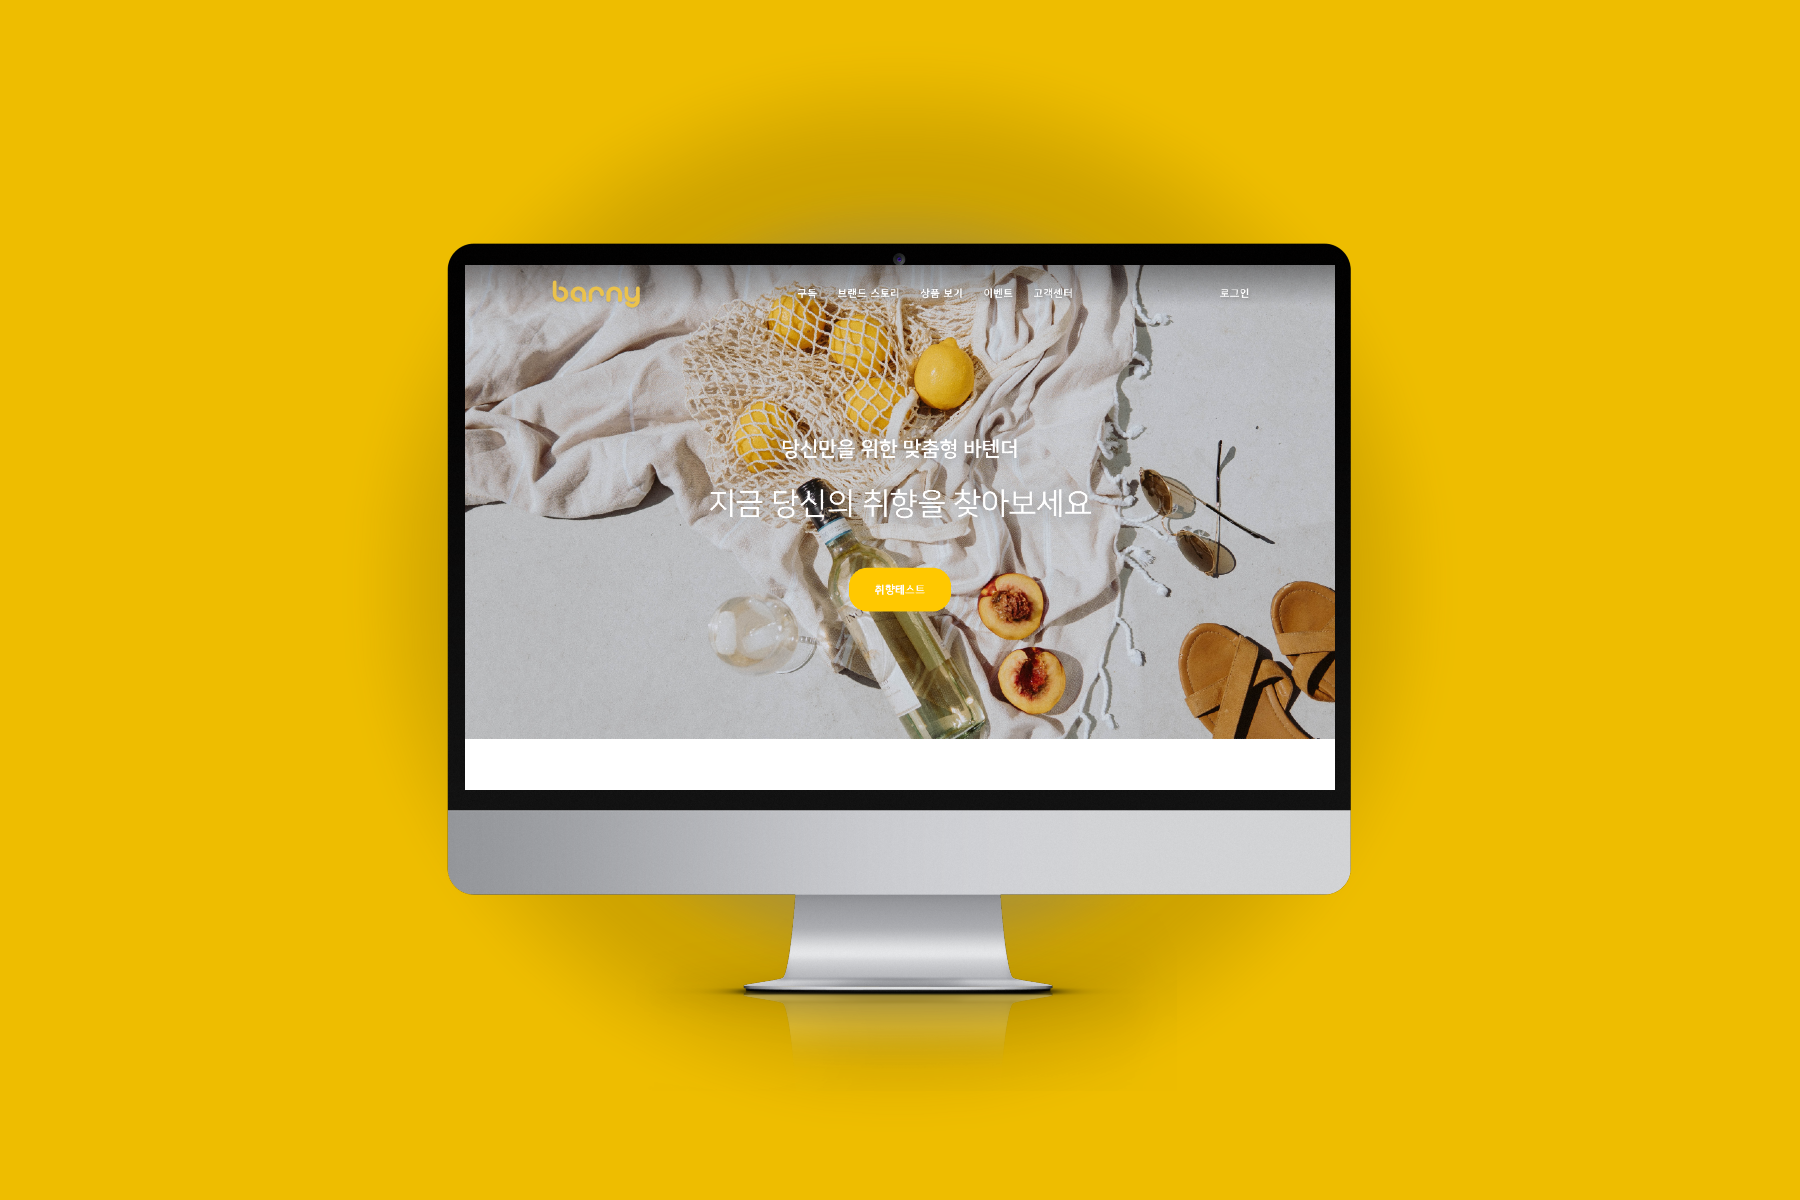 barny
구독 브랜드 스토리 상품 보기 이벤트 고객센터 로그인
당신만을 위한 맞춤형 바텐더
지금 당신의 취향을 찾아보세요
취향테스트